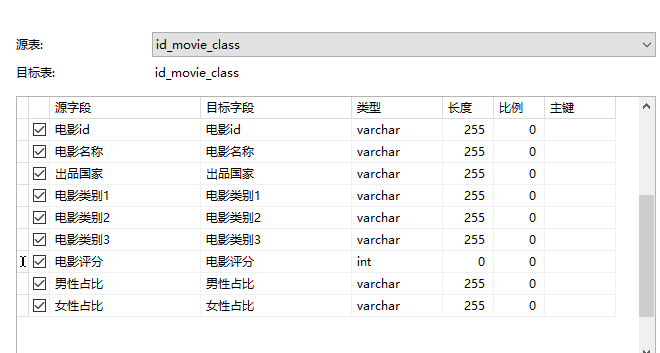 源表: id_movie_class
目标表: id_movie_class
源字段 目标字段 类型 长度 比例 主键
电影id 电影id varchar 255 0
电影名称 电影名称 varchar 255 0
出品国家 出品国家 varchar 255 0
电影类别1 电影类别1 varchar 255 0
电影类别2 电影类别2 varchar 255 0
电影类别3 电影类别3 varchar 255 0
电影评分 电影评分 int 0 0
男性占比 男性占比 varchar 255 0
女性占比 女性占比 varchar 255 0